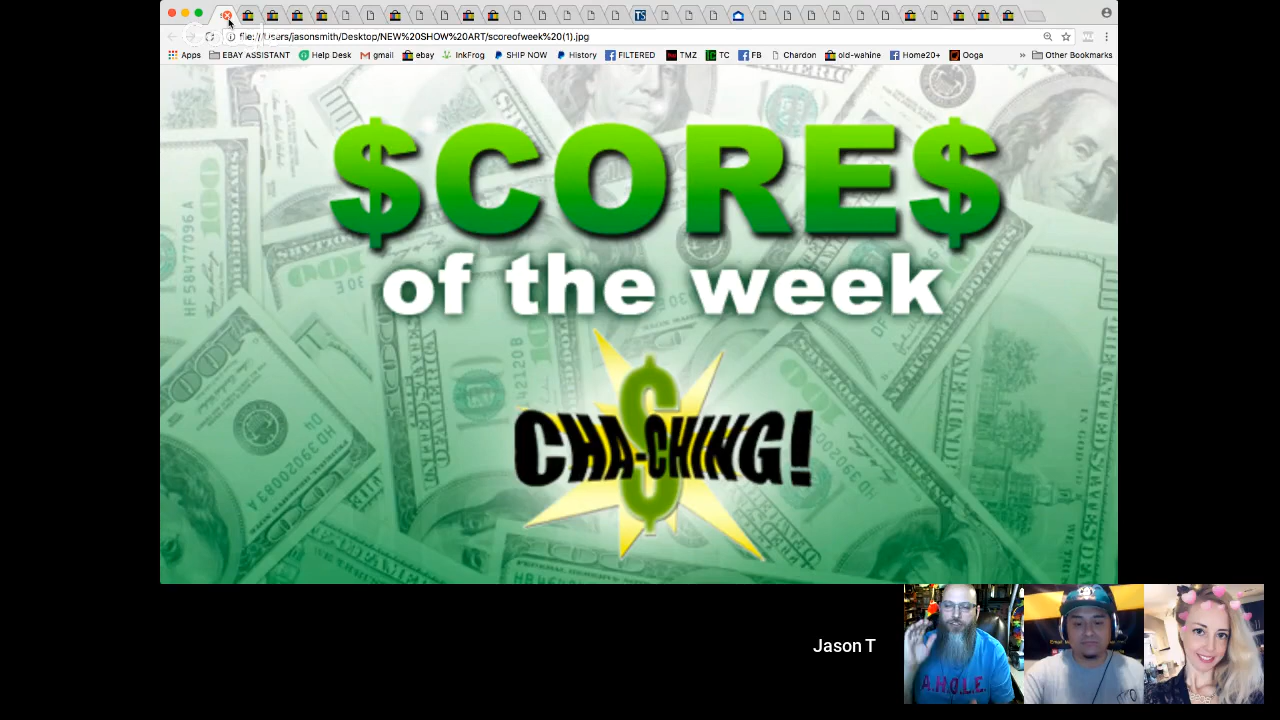 file:///Users/jasonsmith/Desktop/NEW%20SHOW%20ART/scoreofweek%20(1).jpg
Apps EBAY ASSISTANT Help Desk gmail ebay InkFrog SHIP NOW History FILTERED TMZ TC FB Chardon old-wahine Home20+ Ooga » Other Bookmarks
$CORE$
of the week
CHA-CHING!
Jason T
A.H.O.L.E.